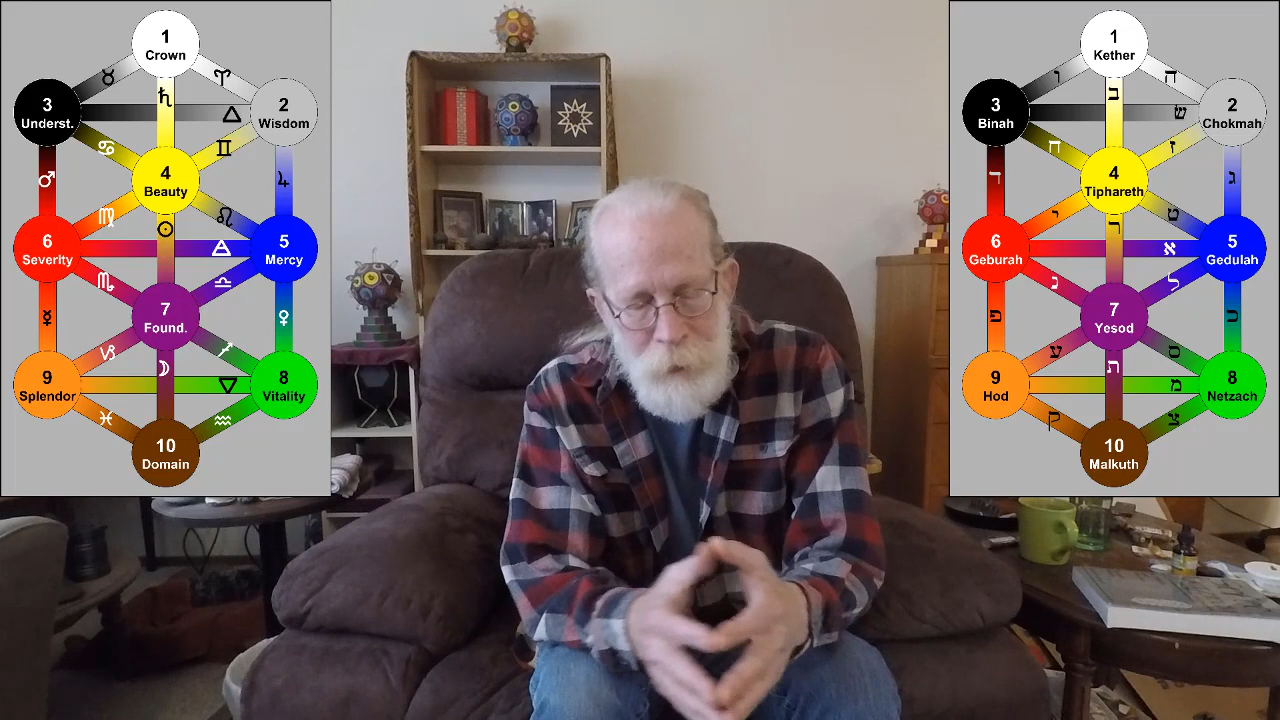 1
Crown
♉ ♈
♄
3
Underst.
△
2
Wisdom
♋ ♊
4
Beauty
♂ ♃
♍ ♌
☉
6
Severity
🜁
5
Mercy
♏ ♎
7
Found.
☿ ♀
♑ ♐
☽
9
Splendor
▽
8
Vitality
♓ ♒
10
Domain
1
Kether
ו ה
ב
3
Binah
ש
2
Chokmah
ח ז
4
Tiphareth
ד ג
י ט
ר
6
Geburah
א
5
Gedulah
נ ל
7
Yesod
פ כ
ע ס
ת
9
Hod
מ
8
Netzach
ק צ
10
Malkuth